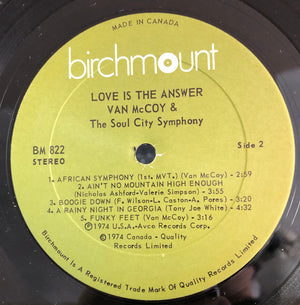 MADE IN CANADA
birchmount
LOVE IS THE ANSWER
VAN McCOY &
The Soul City Symphony
BM 822
STEREO
Side 2
1. AFRICAN SYMPHONY (1st. MVT.) (Van McCoy) - 2:59
2. AIN'T NO MOUNTAIN HIGH ENOUGH
(Nicholas Ashford-Valerie Simpson) - 3:55
3. BOOGIE DOWN (F. Wilson-L. Caston-A. Pores) - 3:20
4. A RAINY NIGHT IN GEORGIA (Tony Joe White) - 4:32
5. FUNKY FEET (Van McCoy) - 3:16
Ⓟ 1974 U.S.A.-Avco Records Corp.
© 1974 Canada - Quality
Records Limited
Birchmount Is A Registered Trade Mark Of Quality Records Limited.